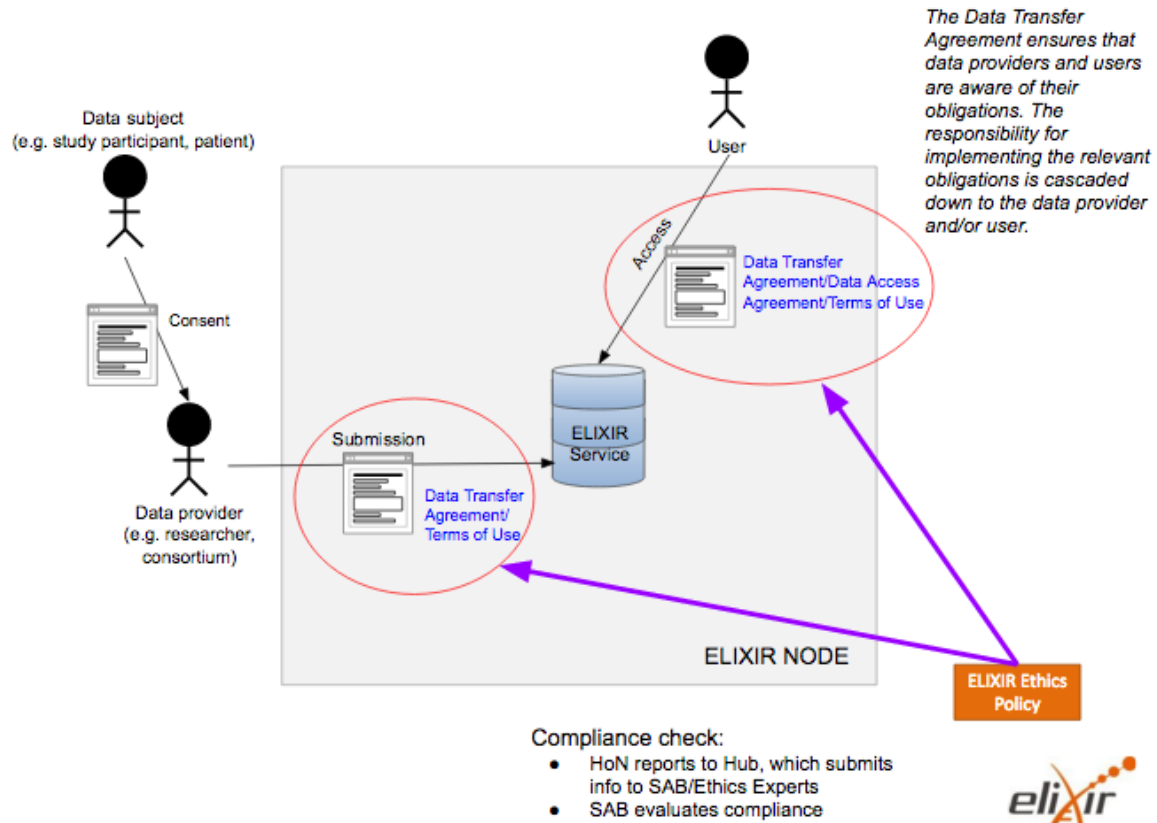 The Data Transfer
Agreement ensures that
data providers and users
are aware of their
obligations. The
responsibility for
implementing the relevant
obligations is cascaded
down to the data provider
and/or user.
User
Data subject
(e.g. study participant, patient)
Access
Data Transfer
Agreement/Data Access
Agreement/Terms of Use
Consent
ELIXIR
Service
Submission
Data Transfer
Agreement/
Terms of Use
Data provider
(e.g. researcher,
consortium)
ELIXIR NODE
ELIXIR Ethics
Policy
Compliance check:
● HoN reports to Hub, which submits
info to SAB/Ethics Experts
● SAB evaluates compliance
elixir